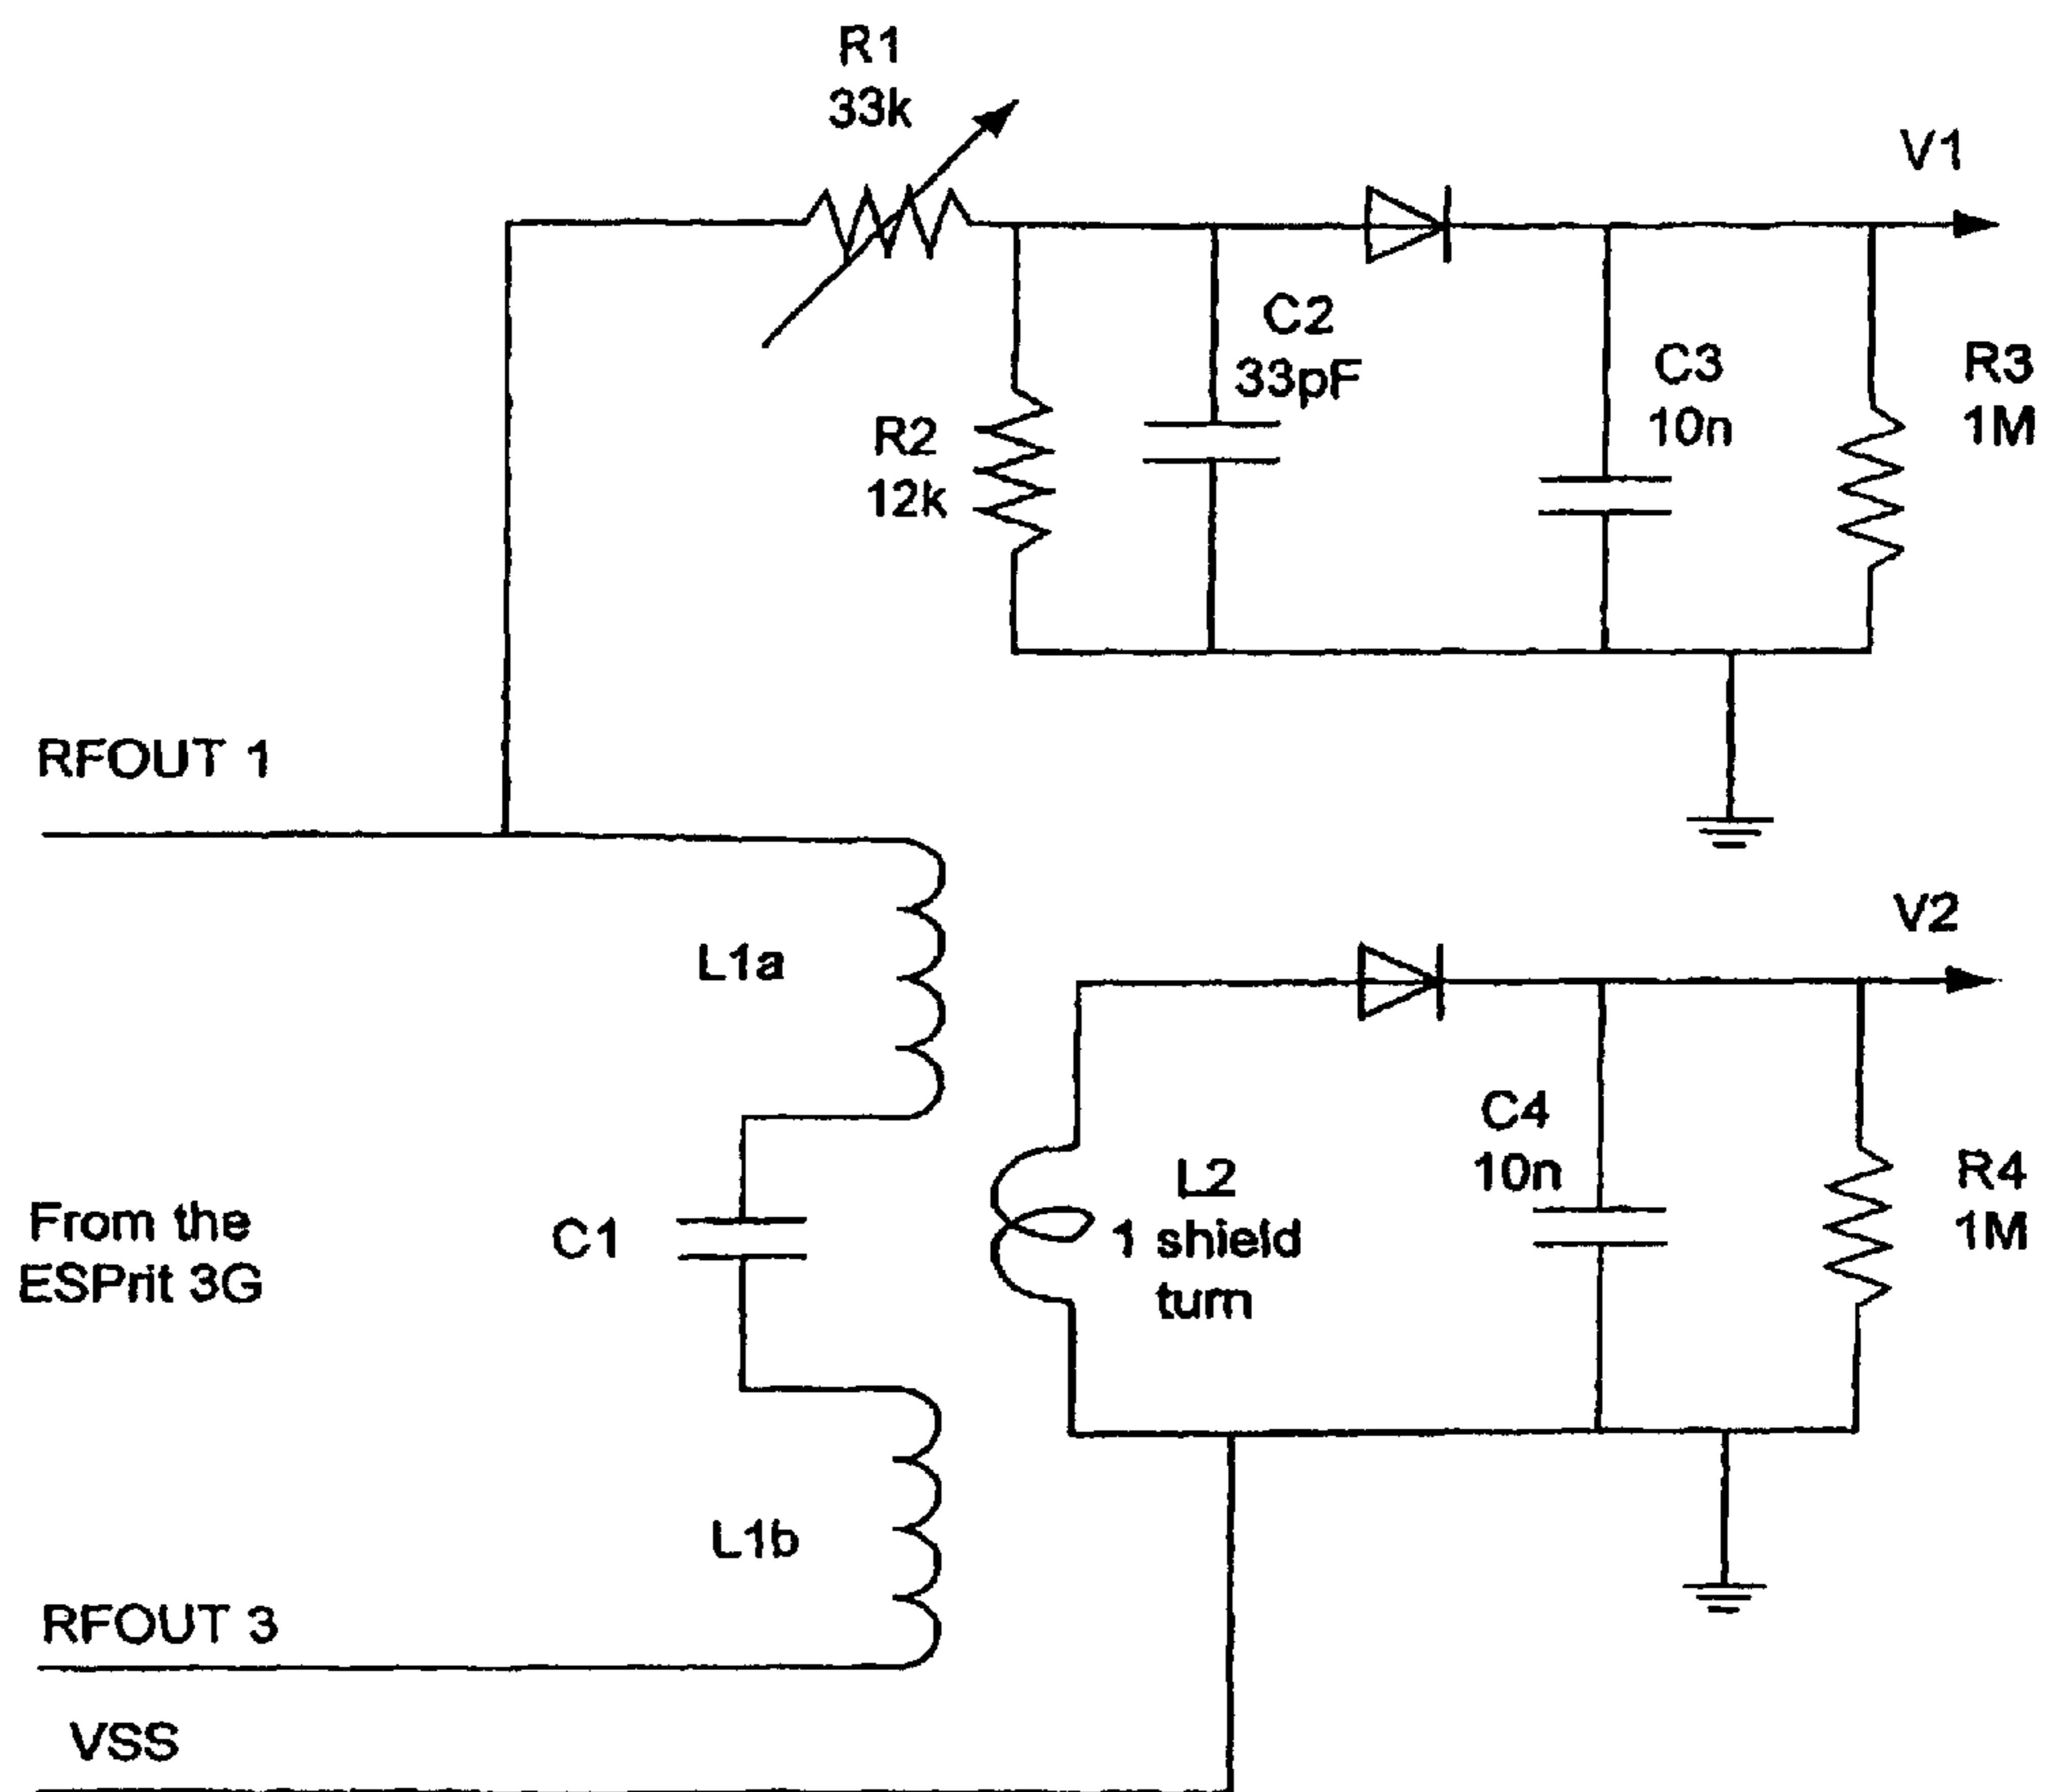 R1
33k
V1
C2
33pF
C3
10n
R3
1M
R2
12k
RFOUT 1
V2
L1a
C4
10n
L2
1 shield
turn
R4
1M
From the
ESPrit 3G
C1
L1b
RFOUT 3
VSS